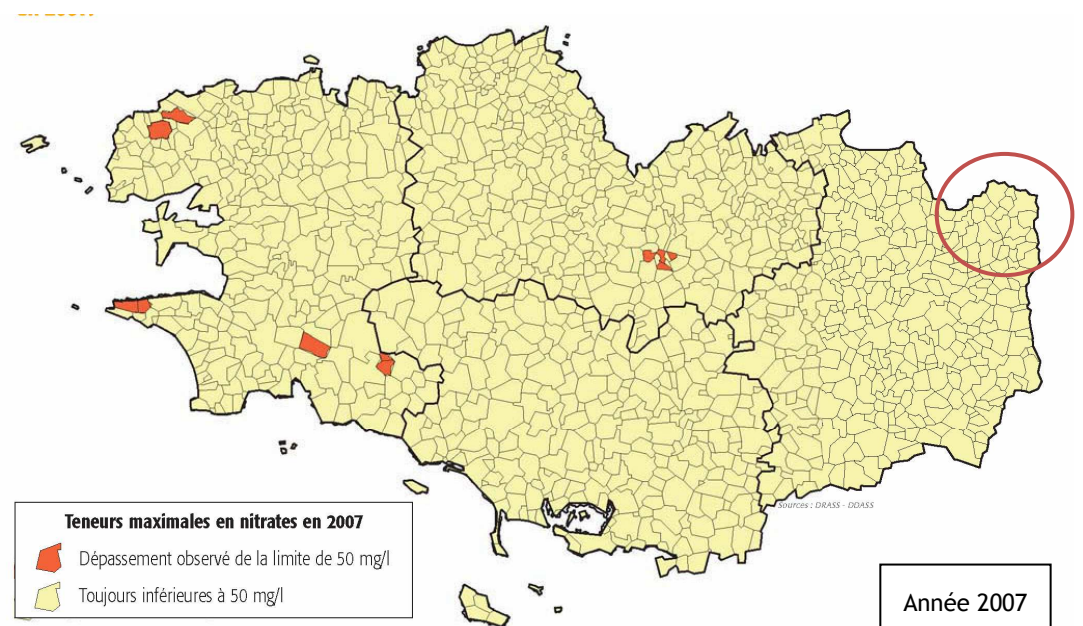 Sources : DRASS - DDASS
Teneurs maximales en nitrates en 2007
Dépassement observé de la limite de 50 mg/l
Toujours inférieures à 50 mg/l
Année 2007